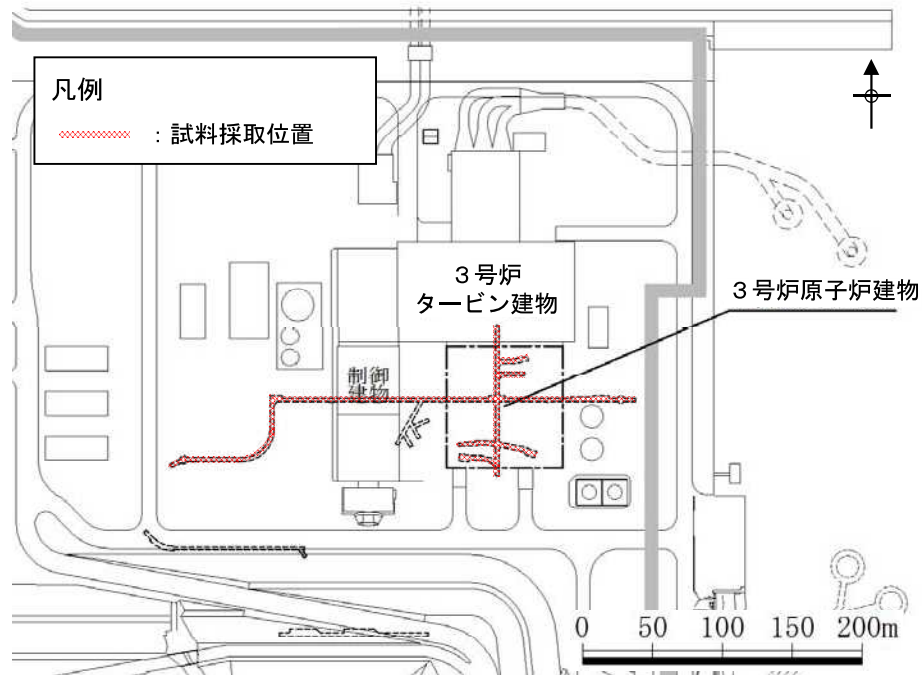 凡例
：試料採取位置
３号炉
タービン建物
３号炉原子炉建物
制御
建物
0 50 100 150 200m